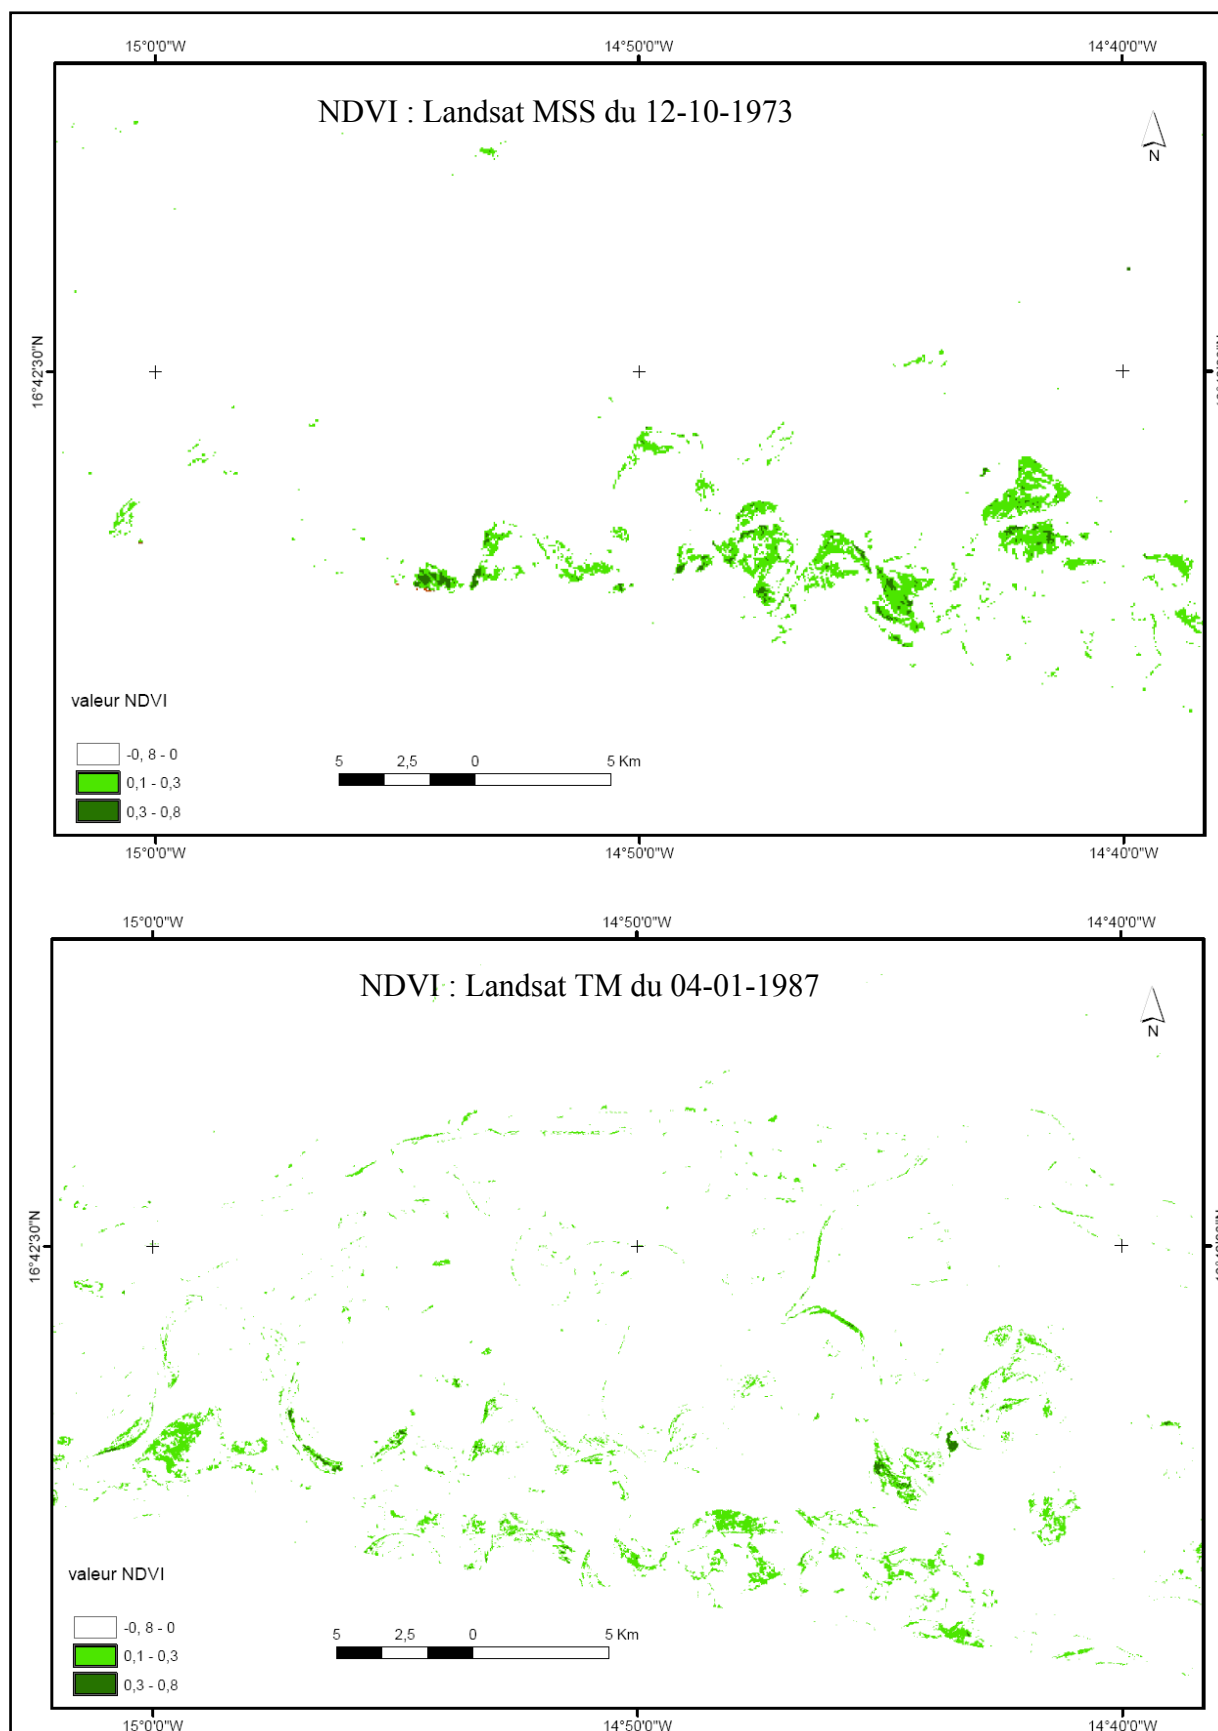 15°0'0"W 14°50'0"W 14°40'0"W
NDVI : Landsat MSS du 12-10-1973
N
16°42'30"N
valeur NDVI
-0, 8 - 0
0,1 - 0,3
0,3 - 0,8
5 2,5 0 5 Km
15°0'0"W 14°50'0"W 14°40'0"W
15°0'0"W 14°50'0"W 14°40'0"W
NDVI : Landsat TM du 04-01-1987
N
16°42'30"N
valeur NDVI
-0, 8 - 0
0,1 - 0,3
0,3 - 0,8
5 2,5 0 5 Km
15°0'0"W 14°50'0"W 14°40'0"W